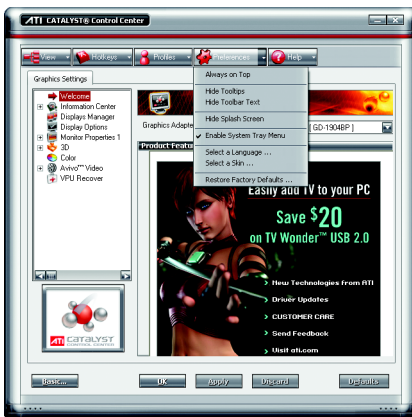 ATI CATALYST® Control Center
View Hotkeys Profiles Preferences Help
Graphics Settings
Always on Top
Hide Tooltips
Hide Toolbar Text
Hide Splash Screen
Enable System Tray Menu
Select a Language ...
Select a Skin ...
Restore Factory Defaults ...
Welcome
Information Center
Displays Manager
Display Options
Monitor Properties 1
3D
Color
Avivo™ Video
VPU Recover
Graphics Adapte
[ GD-1904BP ]
Product Featur
Easily add TV to your PC
Save $20
on TV Wonder™ USB 2.0
New Technologies from ATI
Driver Updates
CUSTOMER CARE
Send Feedback
Visit ati.com
ATI CATALYST
CONTROL CENTER
Basic...
OK Apply Discard Defaults